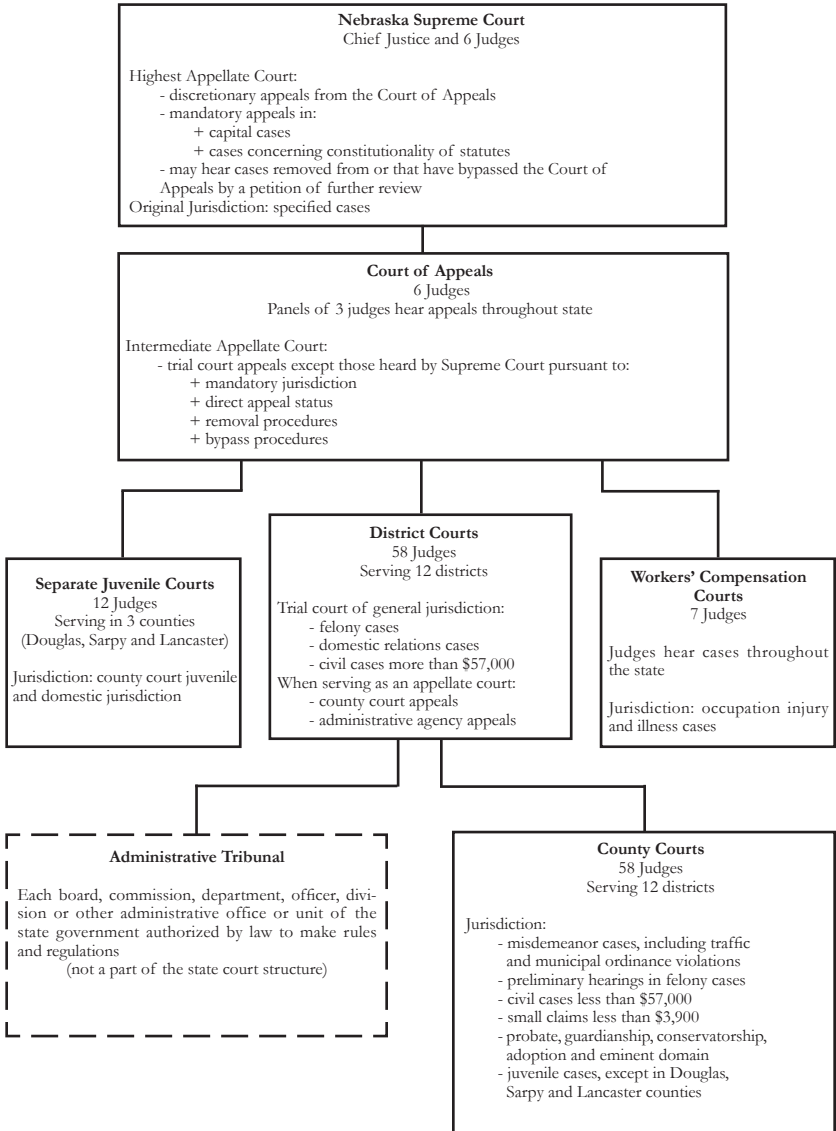 Nebraska Supreme Court
Chief Justice and 6 Judges
Highest Appellate Court:
- discretionary appeals from the Court of Appeals
- mandatory appeals in:
+ capital cases
+ cases concerning constitutionality of statutes
- may hear cases removed from or that have bypassed the Court of
Appeals by a petition of further review
Original Jurisdiction: specified cases
Court of Appeals
6 Judges
Panels of 3 judges hear appeals throughout state
Intermediate Appellate Court:
- trial court appeals except those heard by Supreme Court pursuant to:
+ mandatory jurisdiction
+ direct appeal status
+ removal procedures
+ bypass procedures
Separate Juvenile Courts
12 Judges
Serving in 3 counties
(Douglas, Sarpy and Lancaster)
Jurisdiction: county court juvenile
and domestic jurisdiction
District Courts
58 Judges
Serving 12 districts
Trial court of general jurisdiction:
- felony cases
- domestic relations cases
- civil cases more than $57,000
When serving as an appellate court:
- county court appeals
- administrative agency appeals
Workers' Compensation
Courts
7 Judges
Judges hear cases throughout
the state
Jurisdiction: occupation injury
and illness cases
Administrative Tribunal
Each board, commission, department, officer, divi-
sion or other administrative office or unit of the
state government authorized by law to make rules
and regulations
(not a part of the state court structure)
County Courts
58 Judges
Serving 12 districts
Jurisdiction:
- misdemeanor cases, including traffic
and municipal ordinance violations
- preliminary hearings in felony cases
- civil cases less than $57,000
- small claims less than $3,900
- probate, guardianship, conservatorship,
adoption and eminent domain
- juvenile cases, except in Douglas,
Sarpy and Lancaster counties